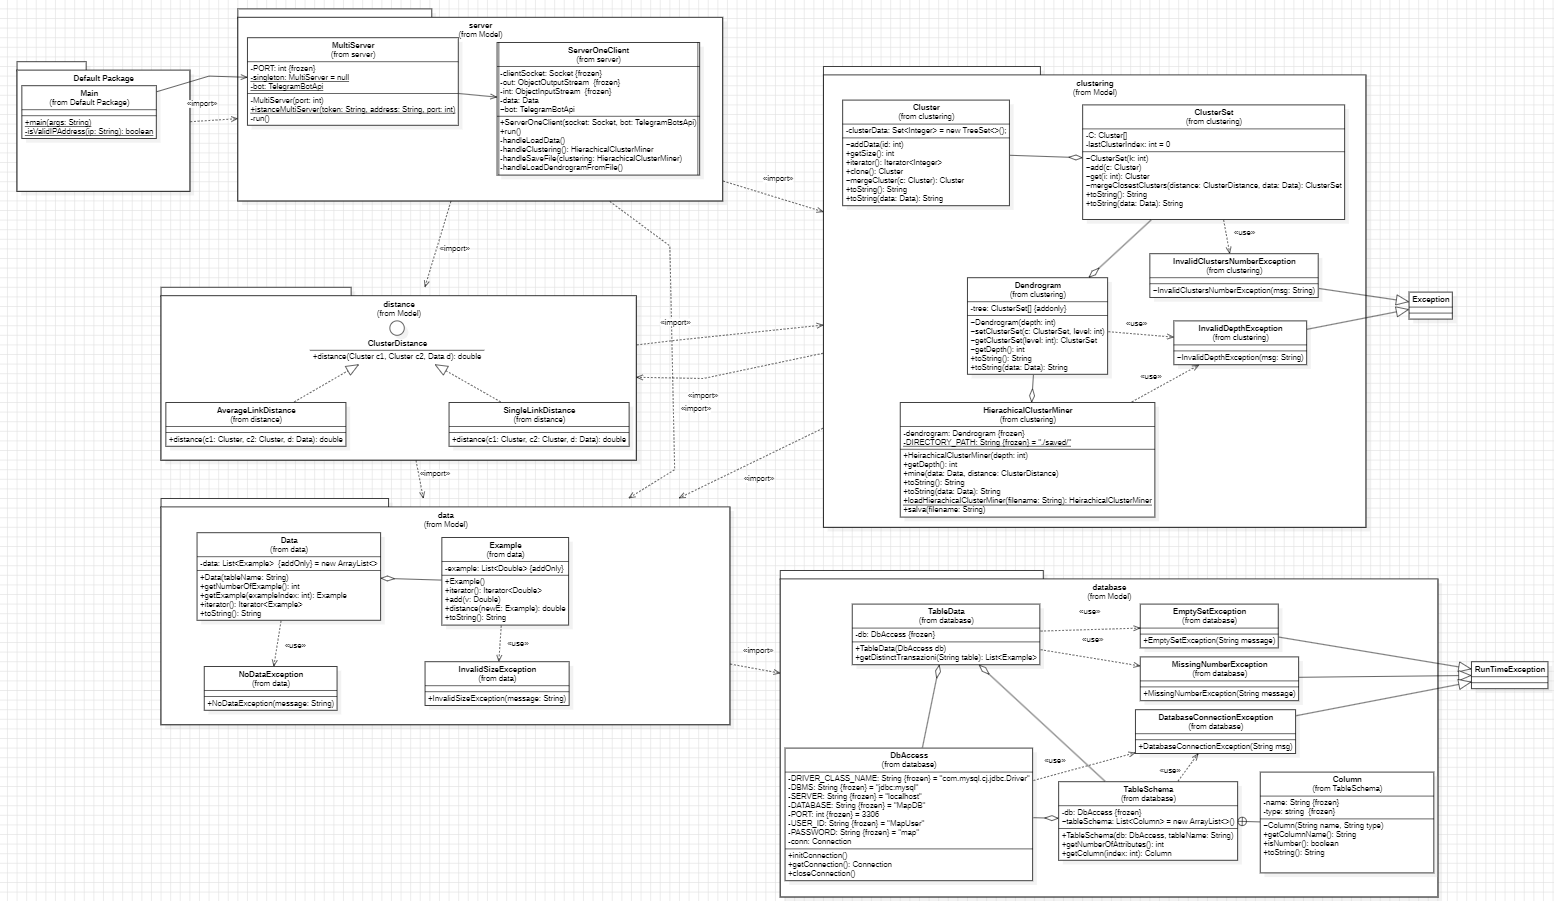 Default Package
Main
(from Default Package)
+main(args: String)
-isValidIPAddress(ip: String): boolean
«import»
server
(from Model)
MultiServer
(from server)
-PORT: int {frozen}
-singleton: MultiServer = null
-bot: TelegramBotApi
-MultiServer(port: int)
+istanceMultiServer(token: String, address: String, port: int)
-run()
ServerOneClient
(from server)
-clientSocket: Socket {frozen}
-out: ObjectOutputStream {frozen}
-int: ObjectInputStream {frozen}
-data: Data
~bot: TelegramBotApi
+ServerOneClient(socket: Socket, bot: TelegramBotsApi)
+run()
-handleLoadData()
-handleClustering(): HierachicalClusterMiner
-handleSaveFile(clustering: HierachicalClusterMiner)
-handleLoadDendrogramFromFile()
«import»
«import»
«import»
clustering
(from Model)
Cluster
(from clustering)
-clusterData: Set<Integer> = new TreeSet<>();
~addData(id: int)
+getSize(): int
+iterator(): Iterator<Integer>
+clone(): Cluster
~mergeCluster(c: Cluster): Cluster
+toString(): String
+toString(data: Data): String
ClusterSet
(from clustering)
-C: Cluster[]
-lastClusterIndex: int = 0
~ClusterSet(k: int)
~add(c: Cluster)
~get(i: int): Cluster
~mergeClosestClusters(distance: ClusterDistance, data: Data): ClusterSet
+toString(): String
+toString(data: Data): String
«use»
InvalidClustersNumberException
(from clustering)
~InvalidClustersNumberException(msg: String)
Exception
Dendrogram
(from clustering)
-tree: ClusterSet[] {addonly}
~Dendrogram(depth: int)
~setClusterSet(c: ClusterSet, level: int)
~getClusterSet(level: int): ClusterSet
~getDepth(): int
+toString(): String
+toString(data: Data): String
«use»
InvalidDepthException
(from clustering)
~InvalidDepthException(msg: String)
«use»
HierachicalClusterMiner
(from clustering)
-dendrogram: Dendrogram {frozen}
-DIRECTORY_PATH: String {frozen} = "./saved/"
+HeirachicalClusterMiner(depth: int)
+getDepth(): int
+mine(data: Data, distance: ClusterDistance)
+toString(): String
+toString(data: Data): String
+loadHierachicalClusterMiner(filename: String): HeirachicalClusterMiner
+salva(filename: String)
distance
(from Model)
ClusterDistance
+distance(Cluster c1, Cluster c2, Data d): double
AverageLinkDistance
(from distance)
+distance(c1: Cluster, c2: Cluster, d: Data): double
SingleLinkDistance
(from distance)
+distance(c1: Cluster, c2: Cluster, d: Data): double
«import»
«import»
«import»
«import»
data
(from Model)
Data
(from data)
-data: List<Example> {addOnly} = new ArrayList<>
+Data(tableName: String)
+getNumberOfExample(): int
+getExample(exampleIndex: int): Example
+iterator(): Iterator<Example>
+toString(): String
Example
(from data)
-example: List<Double> {addOnly}
+Example()
+iterator(): Iterator<Double>
+add(v: Double)
+distance(newE: Example): double
+toString(): String
«use»
«use»
NoDataException
(from data)
+NoDataException(message: String)
InvalidSizeException
(from data)
+InvalidSizeException(message: String)
«import»
database
(from Model)
TableData
(from database)
-db: DbAccess {frozen}
+TableData(DbAccess db)
+getDistinctTransazioni(String table): List<Example>
«use»
«use»
EmptySetException
(from database)
+EmptySetException(String message)
MissingNumberException
(from database)
+MissingNumberException(String message)
RunTimeException
DatabaseConnectionException
(from database)
+DatabaseConnectionException(String msg)
«use»
«use»
DbAccess
(from database)
-DRIVER_CLASS_NAME: String {frozen} = "com.mysql.cj.jdbc.Driver"
-DBMS: String {frozen} = "jdbc:mysql"
-SERVER: String {frozen} = "localhost"
-DATABASE: String {frozen} = "MapDB"
-PORT: int {frozen} = 3306
-USER_ID: String {frozen} = "MapUser"
-PASSWORD: String {frozen} = "map"
-conn: Connection
+initConnection()
+getConnection(): Connection
+closeConnection()
TableSchema
(from database)
-db: DbAccess {frozen}
~tableSchema: List<Column> = new ArrayList<>()
+TableSchema(db: DbAccess, tableName: String)
+getNumberOfAttributes(): int
+getColumn(index: int): Column
Column
(from TableSchema)
-name: String {frozen}
-type: string {frozen}
~Column(String name, String type)
+getColumnName(): String
+isNumber(): boolean
+toString(): String